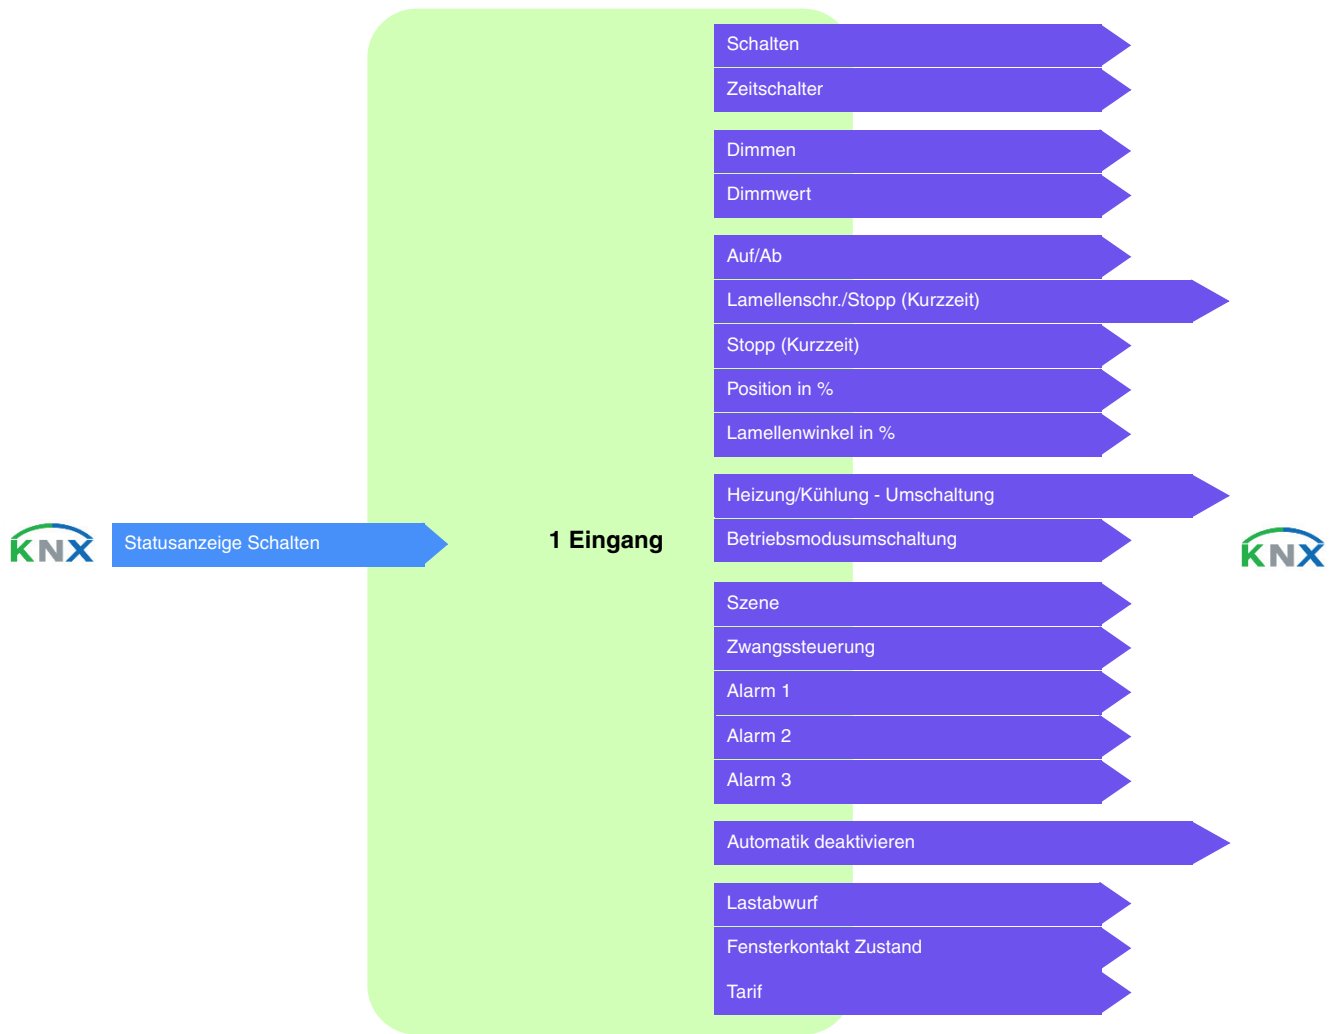 KNX
Statusanzeige Schalten
1 Eingang
Schalten
Zeitschalter
Dimmen
Dimmwert
Auf/Ab
Lamellenschr./Stopp (Kurzzeit)
Stopp (Kurzzeit)
Position in %
Lamellenwinkel in %
Heizung/Kühlung - Umschaltung
Betriebsmodusumschaltung
Szene
Zwangssteuerung
Alarm 1
Alarm 2
Alarm 3
Automatik deaktivieren
Lastabwurf
Fensterkontakt Zustand
Tarif
KNX